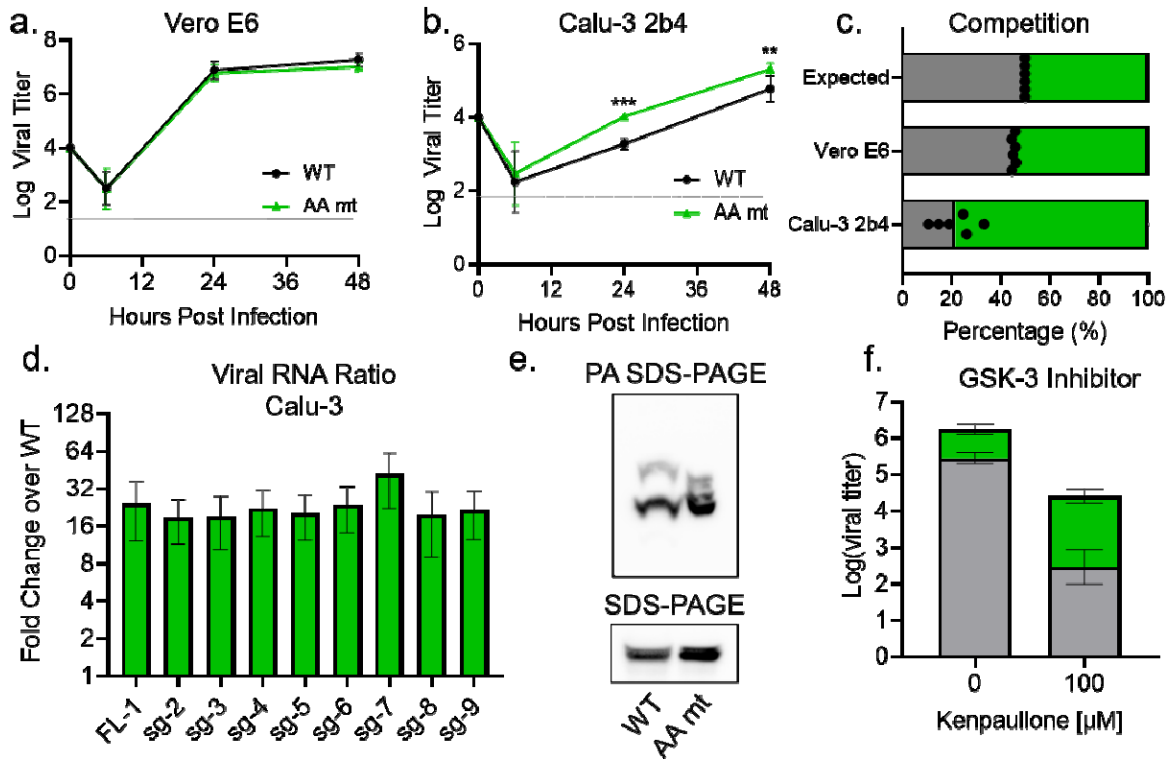 a.
Vero E6
Log Viral Titer
8
6
4
2
0
WT
AA mt
0 12 24 36 48
Hours Post Infection
b.
Calu-3 2b4
Log Viral Titer
6
4
2
0
***
**
WT
AA mt
0 12 24 36 48
Hours Post Infection
c.
Competition
Expected
Vero E6
Calu-3 2b4
0 20 40 60 80 100
Percentage (%)
d.
Viral RNA Ratio
Calu-3
Fold Change over WT
128
64
32
16
8
4
2
1
FL-1 sg-2 sg-3 sg-4 sg-5 sg-6 sg-7 sg-8 sg-9
e.
PA SDS-PAGE
SDS-PAGE
WT AA mt
f.
GSK-3 Inhibitor
Log(viral titer)
7
6
5
4
3
2
1
0
0 100
Kenpaullone [µM]